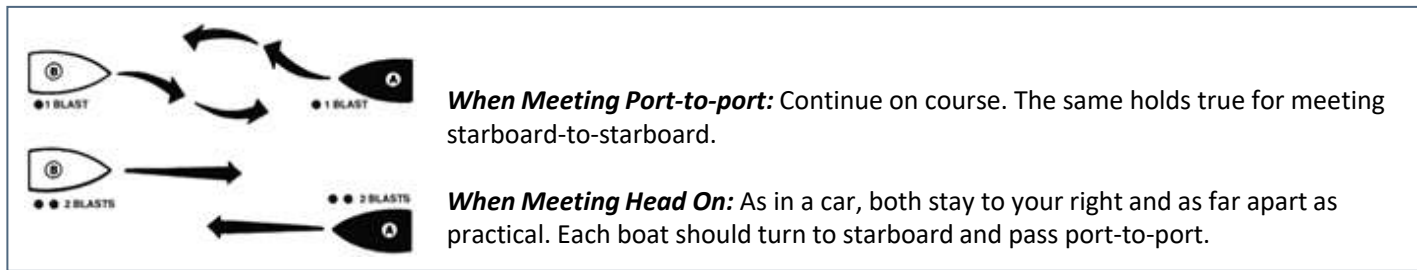 B
A
●1 BLAST
●1 BLAST
B
●●2 BLASTS
●●2 BLASTS
A
When Meeting Port-to-port: Continue on course. The same holds true for meeting
starboard-to-starboard.
When Meeting Head On: As in a car, both stay to your right and as far apart as
practical. Each boat should turn to starboard and pass port-to-port.